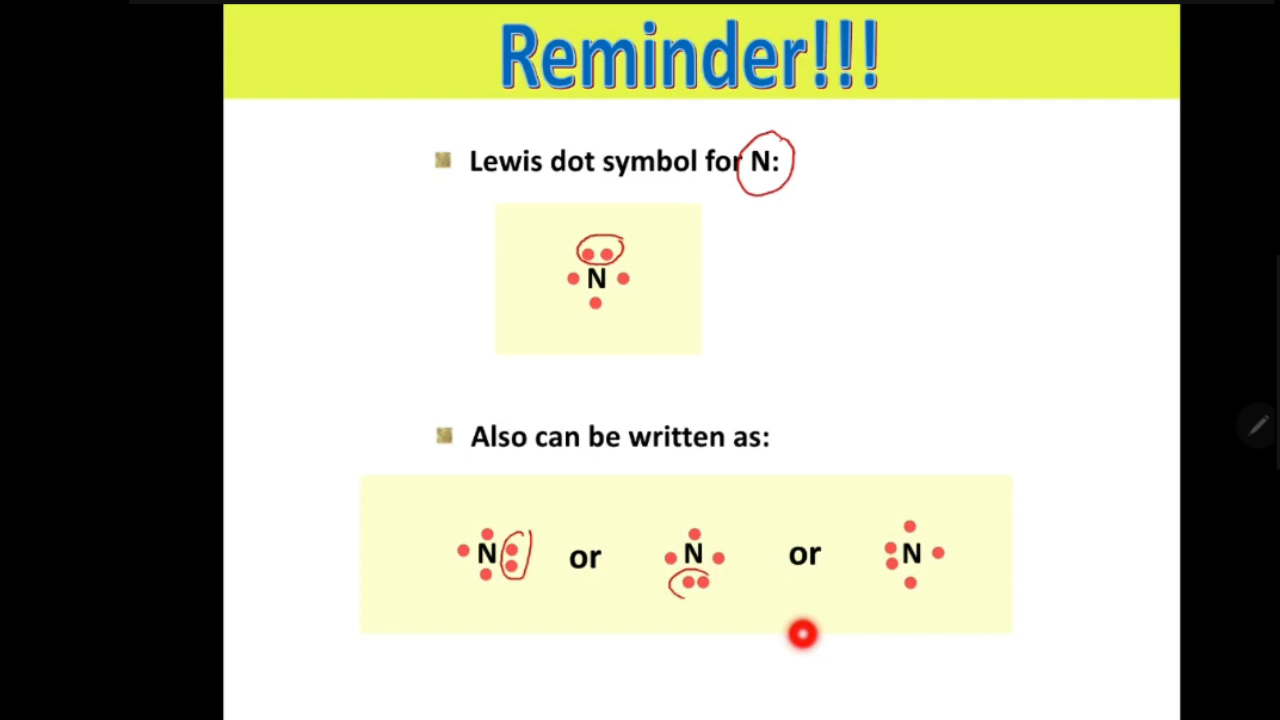 Reminder!!!
Lewis dot symbol for N:
N
Also can be written as:
N or N or N